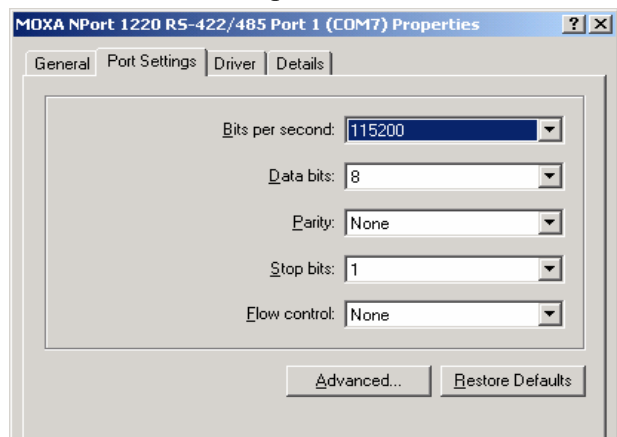 MOXA NPort 1220 RS-422/485 Port 1 (COM7) Properties ? X
General Port Settings Driver Details
Bits per second: 115200
Data bits: 8
Parity: None
Stop bits: 1
Flow control: None
Advanced... Restore Defaults